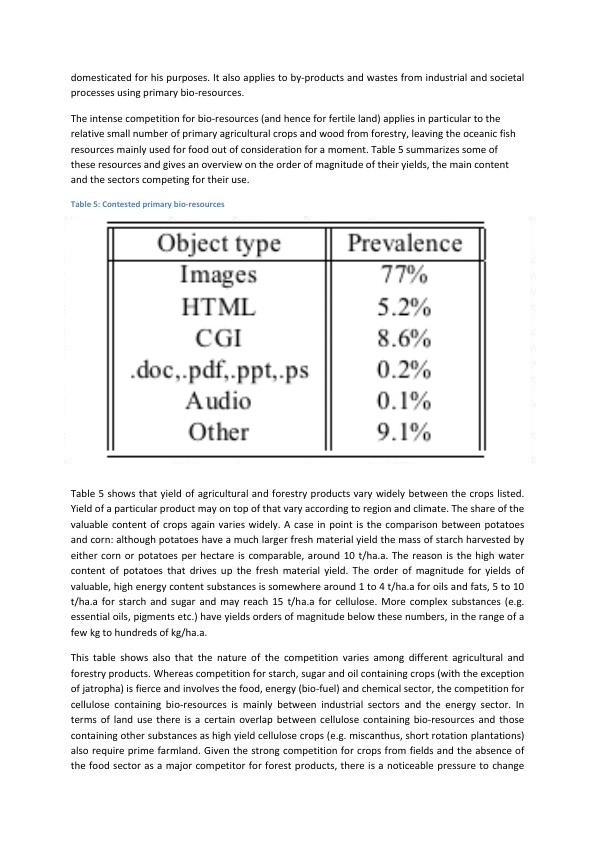 domesticated for his purposes. It also applies to by-products and wastes from industrial and societal
processes using primary bio-resources.
The intense competition for bio-resources (and hence for fertile land) applies in particular to the
relative small number of primary agricultural crops and wood from forestry, leaving the oceanic fish
resources mainly used for food out of consideration for a moment. Table 5 summarizes some of
these resources and gives an overview on the order of magnitude of their yields, the main content
and the sectors competing for their use.
Table 5: Contested primary bio-resources
Object type Prevalence
Images 77%
HTML 5.2%
CGI 8.6%
.doc,.pdf,.ppt,.ps 0.2%
Audio 0.1%
Other 9.1%
Table 5 shows that yield of agricultural and forestry products vary widely between the crops listed.
Yield of a particular product may on top of that vary according to region and climate. The share of the
valuable content of crops again varies widely. A case in point is the comparison between potatoes
and corn: although potatoes have a much larger fresh material yield the mass of starch harvested by
either corn or potatoes per hectare is comparable, around 10 t/ha.a. The reason is the high water
content of potatoes that drives up the fresh material yield. The order of magnitude for yields of
valuable, high energy content substances is somewhere around 1 to 4 t/ha.a for oils and fats, 5 to 10
t/ha.a for starch and sugar and may reach 15 t/ha.a for cellulose. More complex substances (e.g.
essential oils, pigments etc.) have yields orders of magnitude below these numbers, in the range of a
few kg to hundreds of kg/ha.a.
This table shows also that the nature of the competition varies among different agricultural and
forestry products. Whereas competition for starch, sugar and oil containing crops (with the exception
of jatropha) is fierce and involves the food, energy (bio-fuel) and chemical sector, the competition for
cellulose containing bio-resources is mainly between industrial sectors and the energy sector. In
terms of land use there is a certain overlap between cellulose containing bio-resources and those
containing other substances as high yield cellulose crops (e.g. miscanthus, short rotation plantations)
also require prime farmland. Given the strong competition for crops from fields and the absence of
the food sector as a major competitor for forest products, there is a noticeable pressure to change